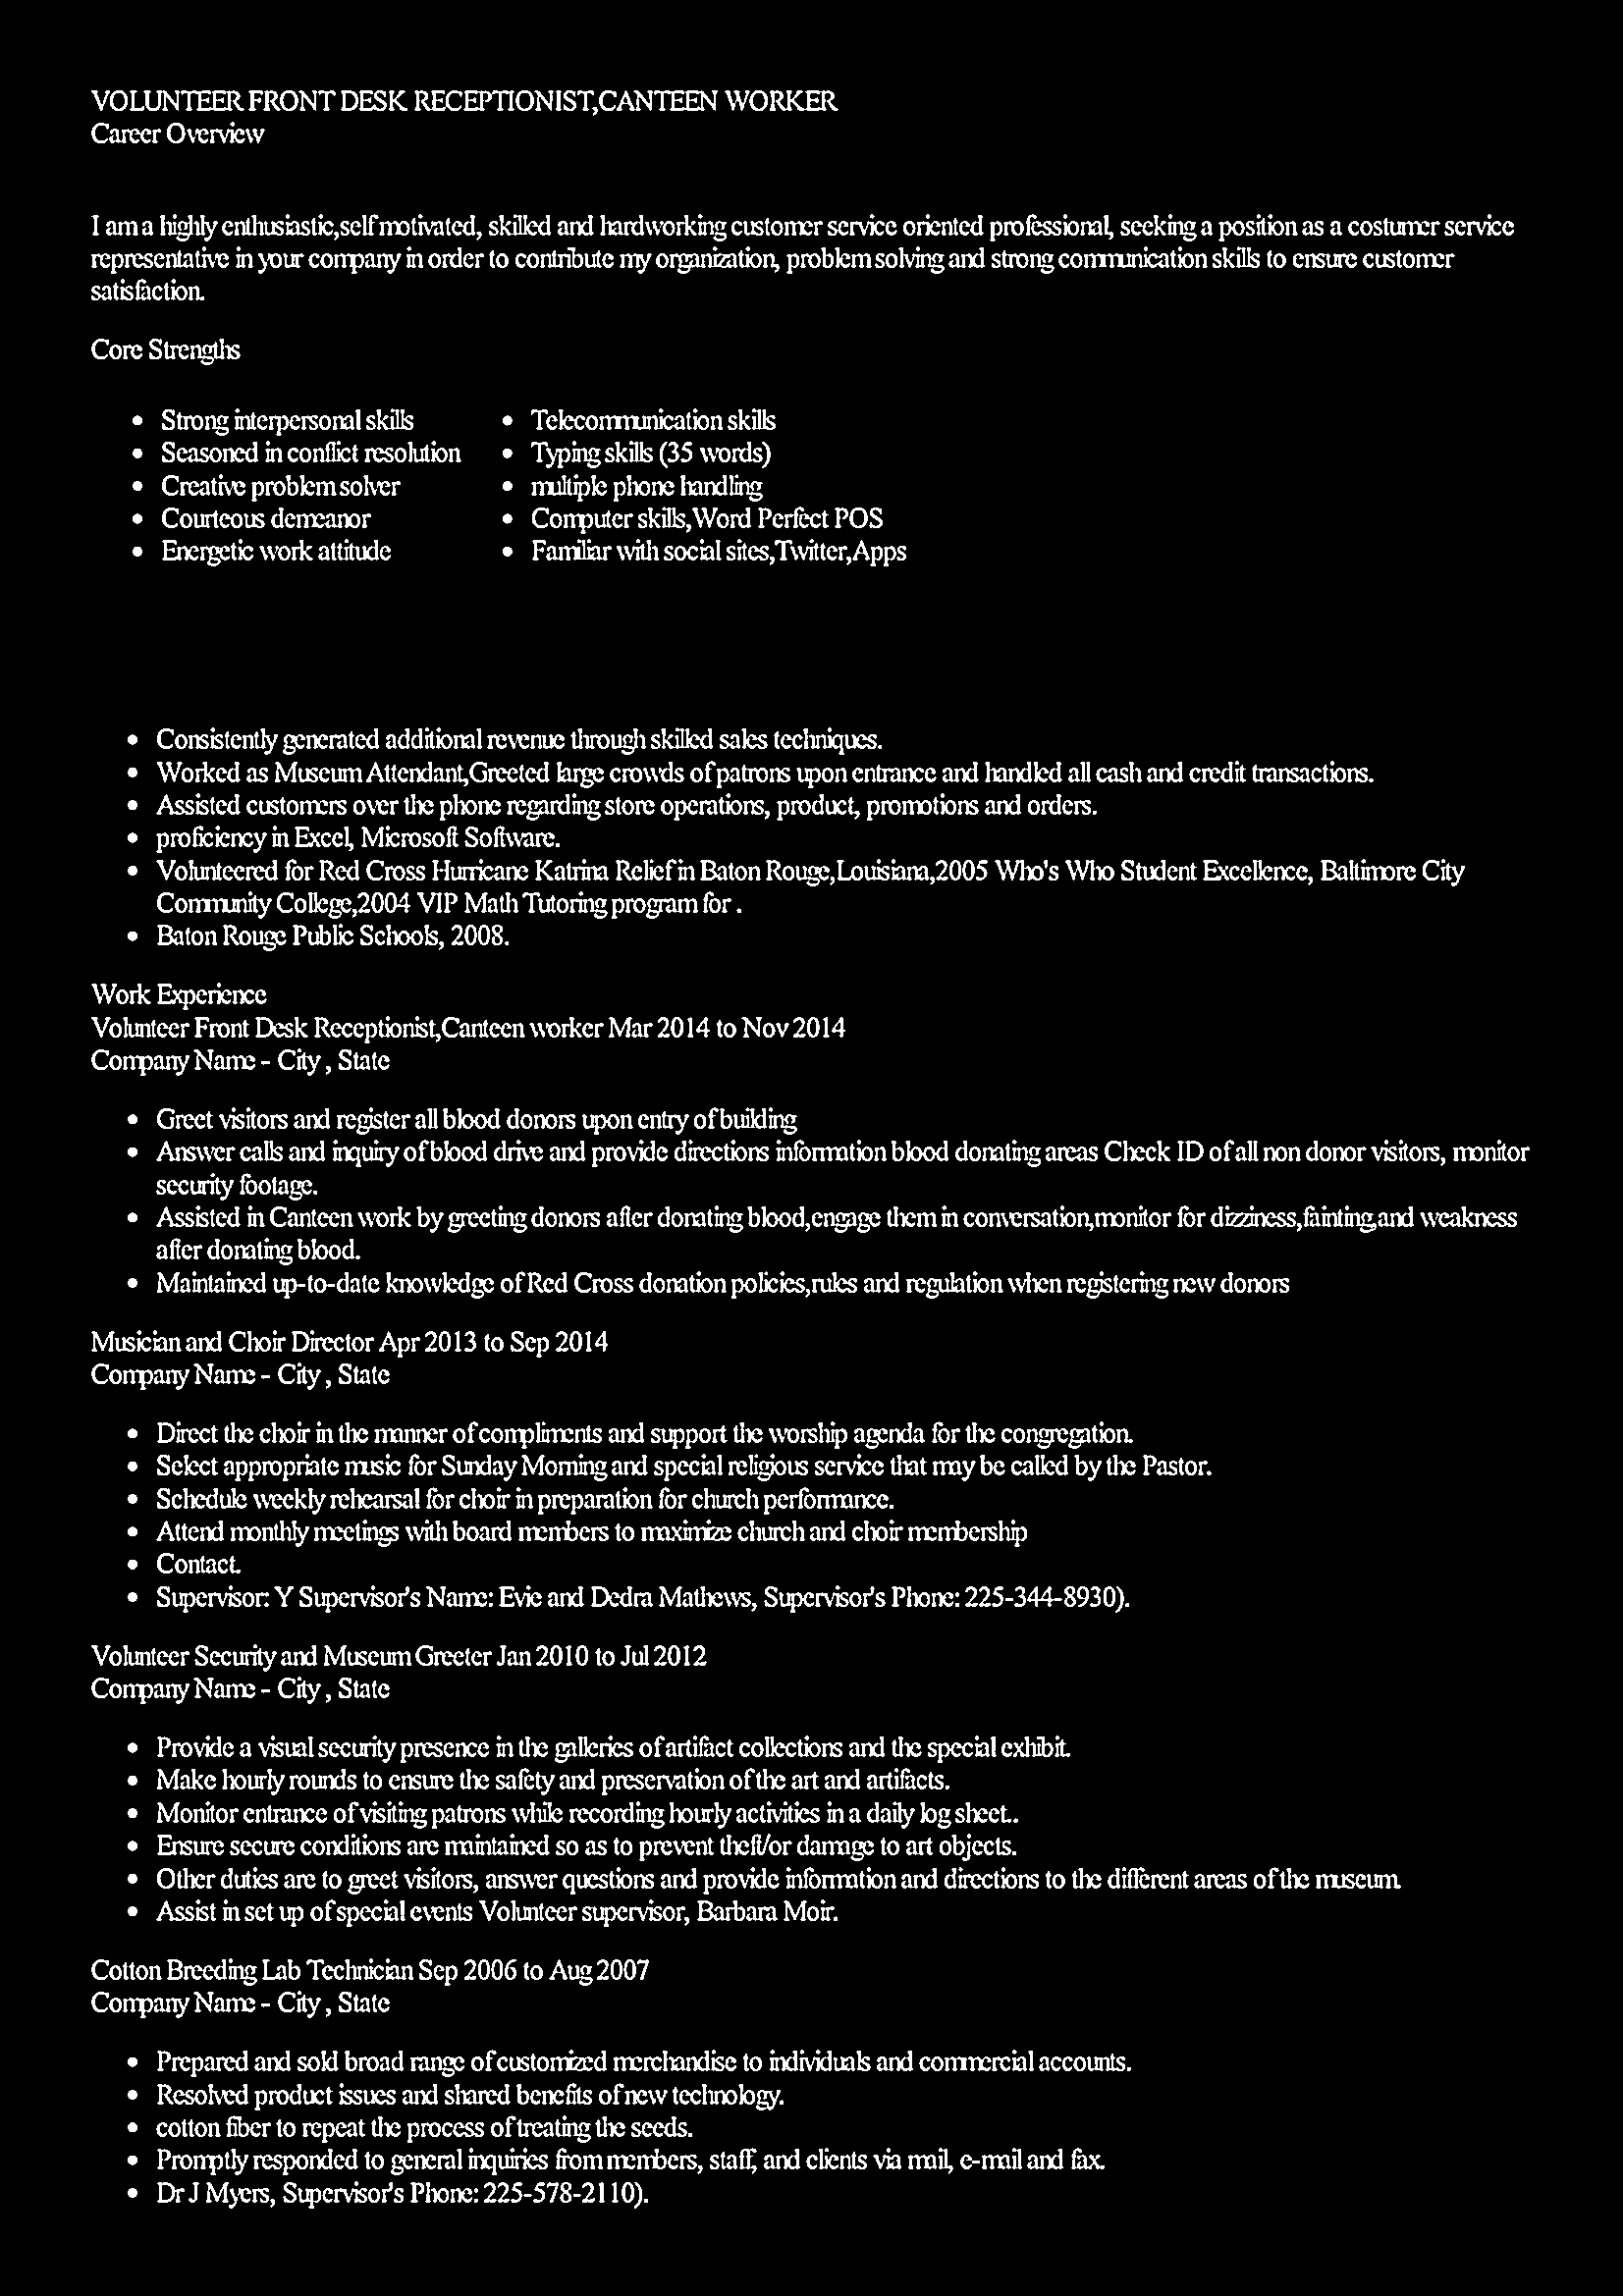 VOLUNTEER FRONT DESK RECEPTIONIST,CANTEEN WORKER
Career Overview
I am a highly enthusiastic,self motivated, skilled and hardworking customer service oriented professional, seeking a position as a costumer service
representative in your company in order to contribute my organization, problem solving and strong communication skills to ensure customer
satisfaction.
Core Strengths
• Strong interpersonal skills
• Seasoned in conflict resolution
• Creative problem solver
• Courteous demeanor
• Energetic work attitude
• Telecommunication skills
• Typing skills (35 words)
• multiple phone handling
• Computer skills,Word Perfect POS
• Familiar with social sites,Twitter,Apps
• Consistently generated additional revenue through skilled sales techniques.
• Worked as Museum Attendant,Greeted large crowds of patrons upon entrance and handled all cash and credit transactions.
• Assisted customers over the phone regarding store operations, product, promotions and orders.
• proficiency in Excel, Microsoft Software.
• Volunteered for Red Cross Hurricane Katrina Relief in Baton Rouge,Louisiana,2005 Who's Who Student Excellence, Baltimore City
Community College,2004 VIP Math Tutoring program for .
• Baton Rouge Public Schools, 2008.
Work Experience
Volunteer Front Desk Receptionist,Canteen worker Mar 2014 to Nov 2014
Company Name - City , State
• Greet visitors and register all blood donors upon entry of building
• Answer calls and inquiry of blood drive and provide directions information blood donating areas Check ID of all non donor visitors, monitor
security footage.
• Assisted in Canteen work by greeting donors after donating blood,engage them in conversation,monitor for dizziness,fainting,and weakness
after donating blood.
• Maintained up-to-date knowledge of Red Cross donation policies,rules and regulation when registering new donors
Musician and Choir Director Apr 2013 to Sep 2014
Company Name - City , State
• Direct the choir in the manner of compliments and support the worship agenda for the congregation.
• Select appropriate music for Sunday Morning and special religious service that may be called by the Pastor.
• Schedule weekly rehearsal for choir in preparation for church performance.
• Attend monthly meetings with board members to maximize church and choir membership
• Contact.
• Supervisor: Y Supervisor's Name: Evie and Dedra Mathews, Supervisor's Phone: 225-344-8930).
Volunteer Security and Museum Greeter Jan 2010 to Jul 2012
Company Name - City , State
• Provide a visual security presence in the galleries of artifact collections and the special exhibit.
• Make hourly rounds to ensure the safety and preservation of the art and artifacts.
• Monitor entrance of visiting patrons while recording hourly activities in a daily log sheet..
• Ensure secure conditions are maintained so as to prevent theft/or damage to art objects.
• Other duties are to greet visitors, answer questions and provide information and directions to the different areas of the museum.
• Assist in set up of special events Volunteer supervisor, Barbara Moir.
Cotton Breeding Lab Technician Sep 2006 to Aug 2007
Company Name - City , State
• Prepared and sold broad range of customized merchandise to individuals and commercial accounts.
• Resolved product issues and shared benefits of new technology.
• cotton fiber to repeat the process of treating the seeds.
• Promptly responded to general inquiries from members, staff, and clients via mail, e-mail and fax.
• Dr J Myers, Supervisor's Phone: 225-578-2110).